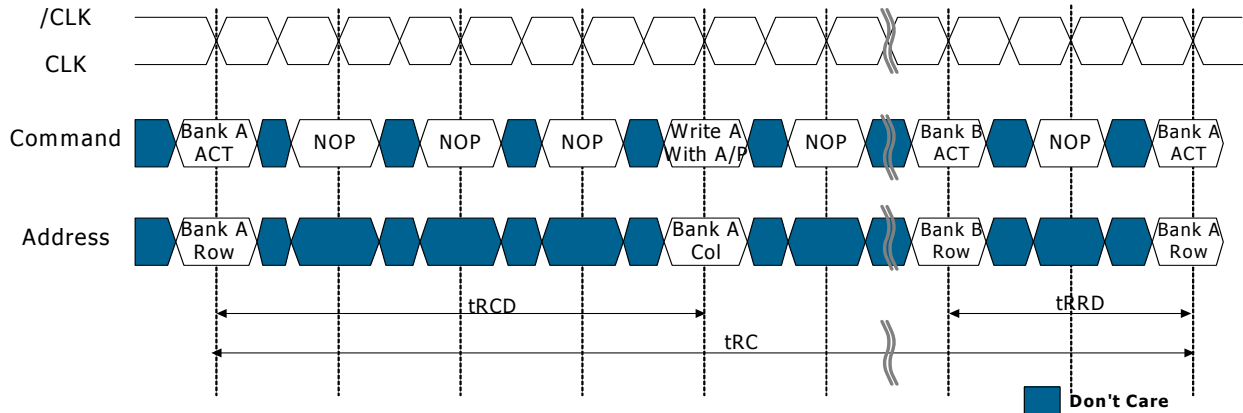 /CLK
CLK
Command
Bank A
ACT
NOP
NOP
NOP
Write A
With A/P
NOP
Bank B
ACT
NOP
Bank A
ACT
Address
Bank A
Row
Bank A
Col
Bank B
Row
Bank A
Row
tRCD
tRRD
tRC
Don't Care